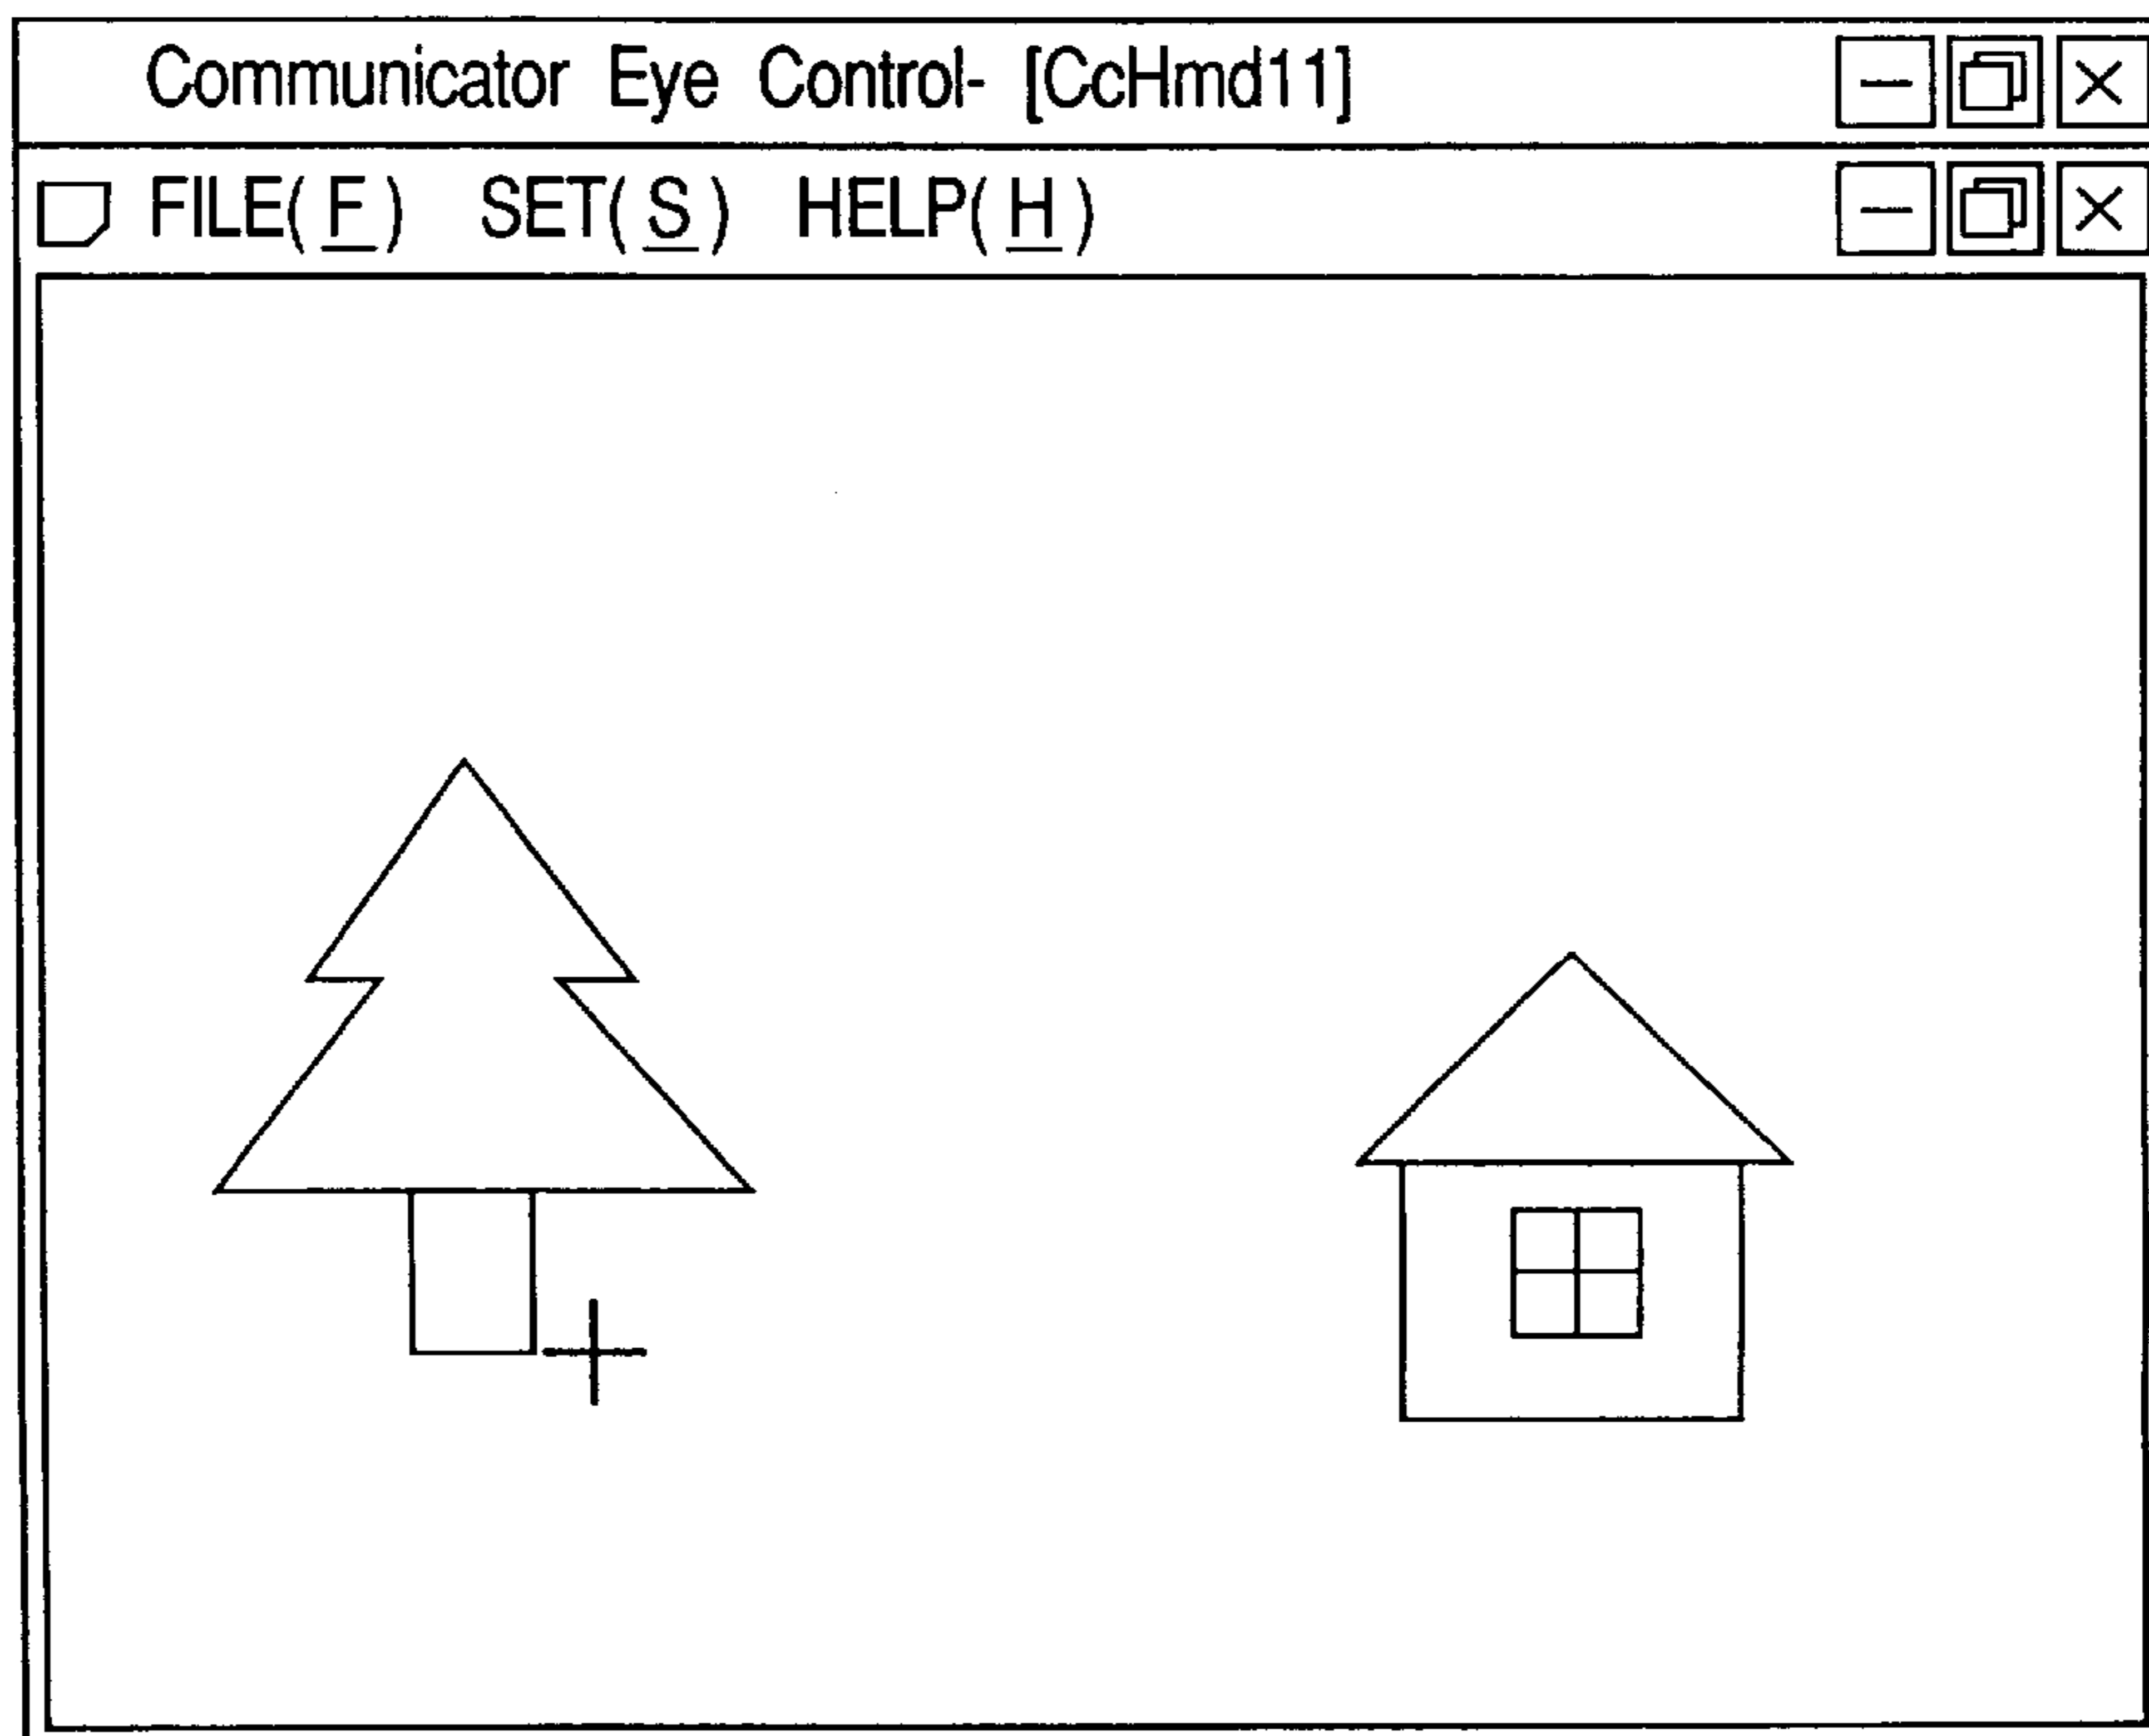 Communicator Eye Control- [CcHmd11]
FILE(F) SET(S) HELP(H)